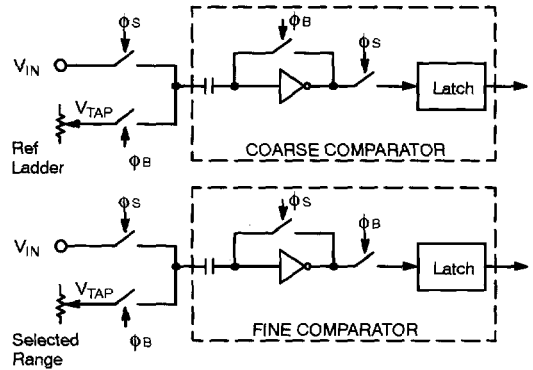 ϕS
ϕB
ϕS
VIN
VTAP
Latch
Ref
Ladder
ϕB
COARSE COMPARATOR
ϕS
ϕS
ϕB
VIN
VTAP
Latch
Selected
Range
ϕB
FINE COMPARATOR